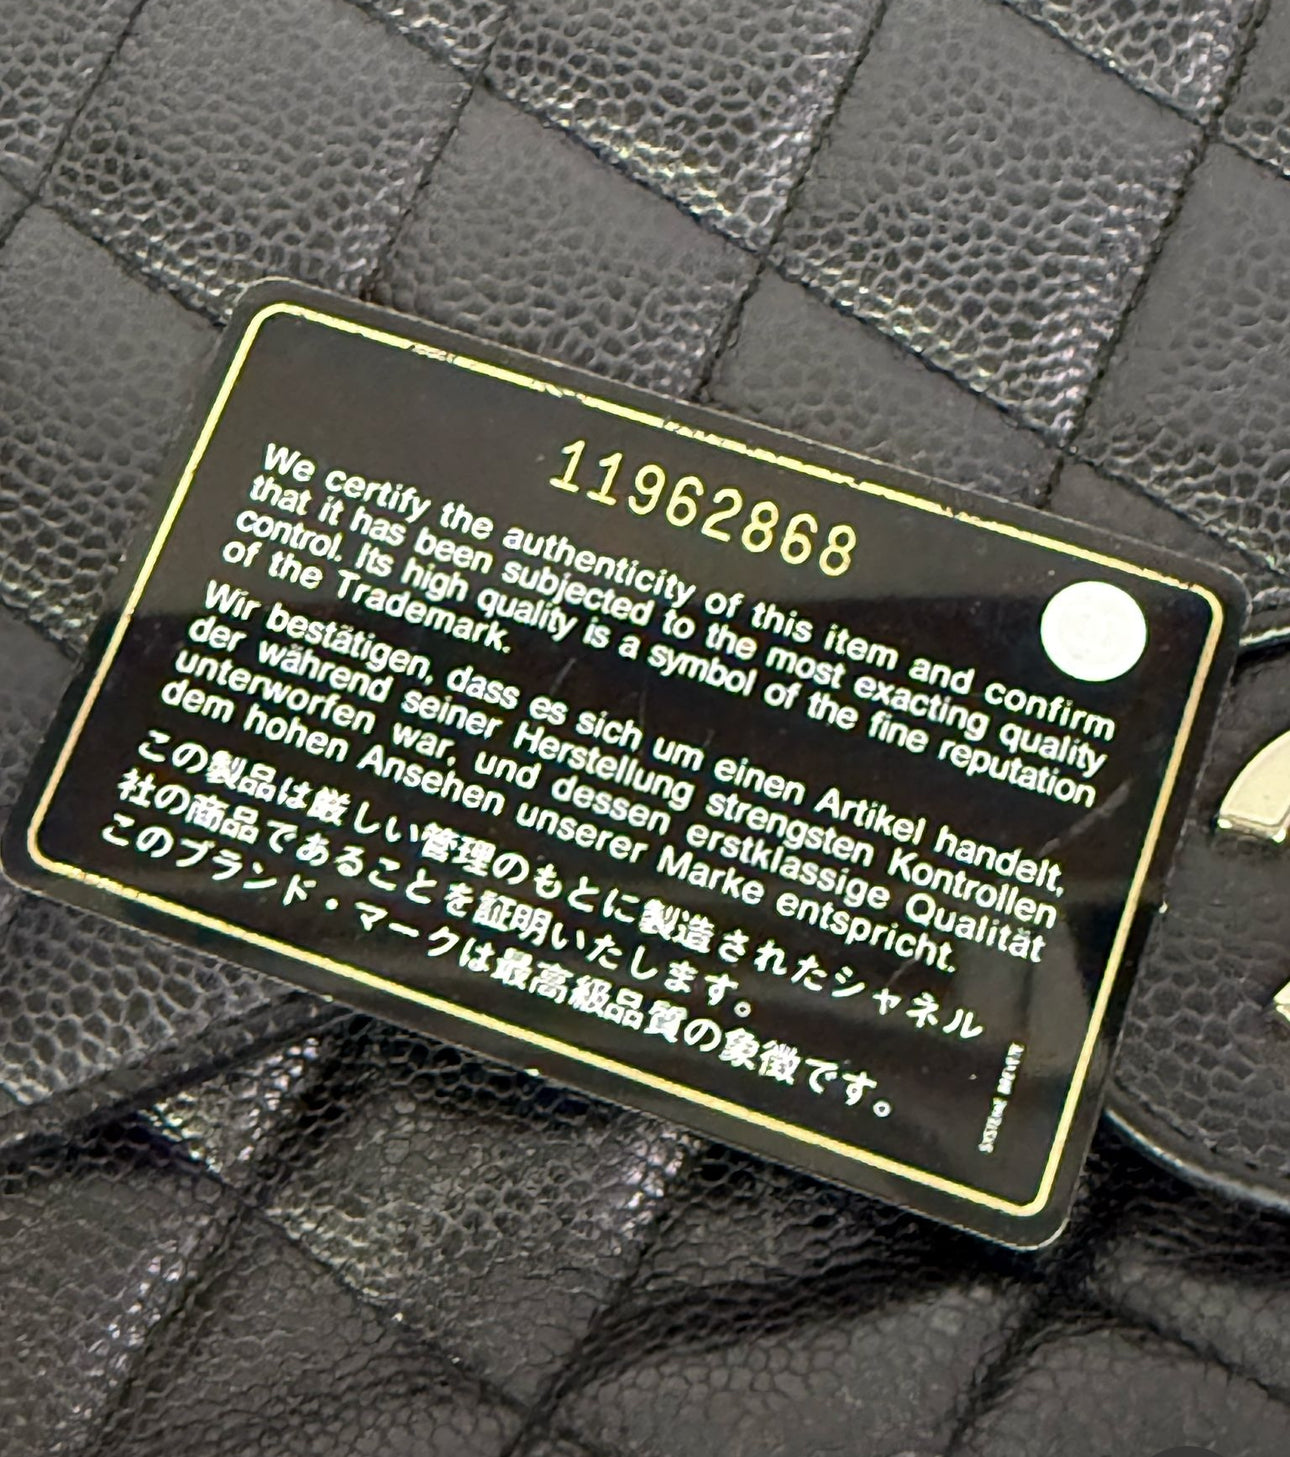 11962868
We certify the authenticity of this item and confirm
that it has been subjected to the most exacting quality
control. Its high quality is a symbol of the fine reputation
of the Trademark.
Wir bestätigen, dass es sich um einen Artikel handelt,
der während seiner Herstellung strengsten Kontrollen
unterworfen war, und dessen erstklassige Qualität
dem hohen Ansehen unserer Marke entspricht.
この製品は厳しい管理のもとに製造されたシャネル
社の商品であることを証明いたします。
このブランド・マークは最高級品質の象徴です。
SYSTEME BREVETE